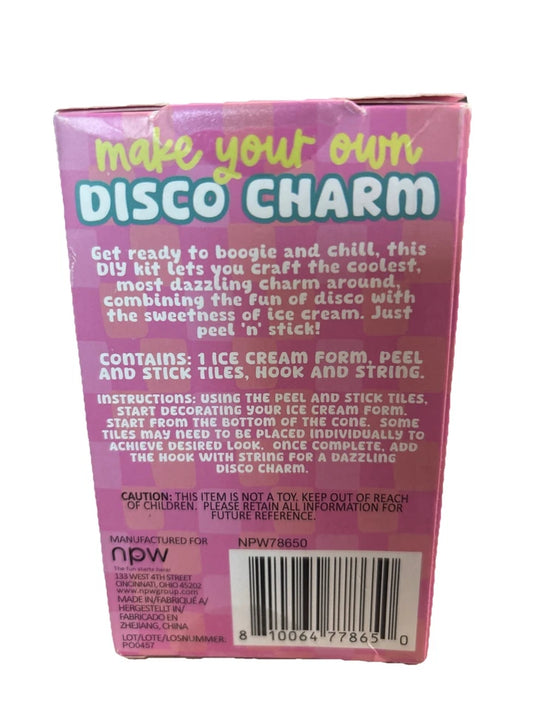 make your own
DISCO CHARM
Get ready to boogie and chill, this
DIY kit lets you craft the coolest,
most dazzling charm around,
combining the fun of disco with
the sweetness of ice cream. Just
peel 'n' stick!
CONTAINS: 1 ICE CREAM FORM, PEEL
AND STICK TILES, HOOK AND STRING.
INSTRUCTIONS: USING THE PEEL AND STICK TILES,
START DECORATING YOUR ICE CREAM FORM.
START FROM THE BOTTOM OF THE CONE. SOME
TILES MAY NEED TO BE PLACED INDIVIDUALLY TO
ACHIEVE DESIRED LOOK. ONCE COMPLETE, ADD
THE HOOK WITH STRING FOR A DAZZLING
DISCO CHARM.
CAUTION: THIS ITEM IS NOT A TOY. KEEP OUT OF REACH
OF CHILDREN. PLEASE RETAIN ALL INFORMATION FOR
FUTURE REFERENCE.
MANUFACTURED FOR
npw
The fun starts here!
133 WEST 4TH STREET
CINCINNATI, OHIO 45202
www.npwgroup.com
MADE IN/FABRIQUÉ A/
HERGESTELLT IN/
FABRICADO EN
ZHEJIANG, CHINA
LOT/LOTE/LOSNUMMER:
PO0457
NPW78650
8 10064 77865 0